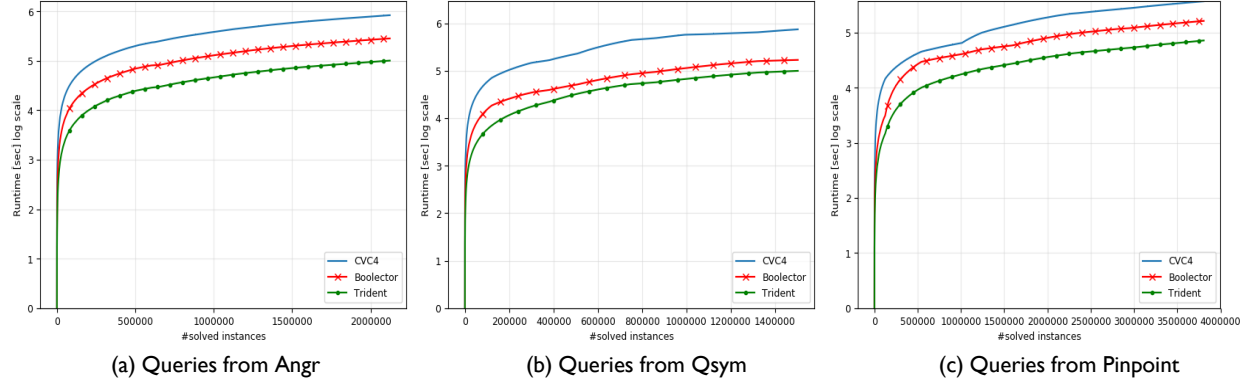 6
5
4
3
2
1
0
Runtime [sec] log scale
CVC4
Boolector
Trident
0 500000 1000000 1500000 2000000
#solved instances
(a) Queries from Angr
6
5
4
3
2
1
0
Runtime [sec] log scale
CVC4
Boolector
Trident
0 200000 400000 600000 800000 1000000 1200000 1400000
#solved instances
(b) Queries from Qsym
5
4
3
2
1
0
Runtime [sec] log scale
CVC4
Boolector
Trident
0 500000 1000000 1500000 2000000 2500000 3000000 3500000 4000000
#solved instances
(c) Queries from Pinpoint